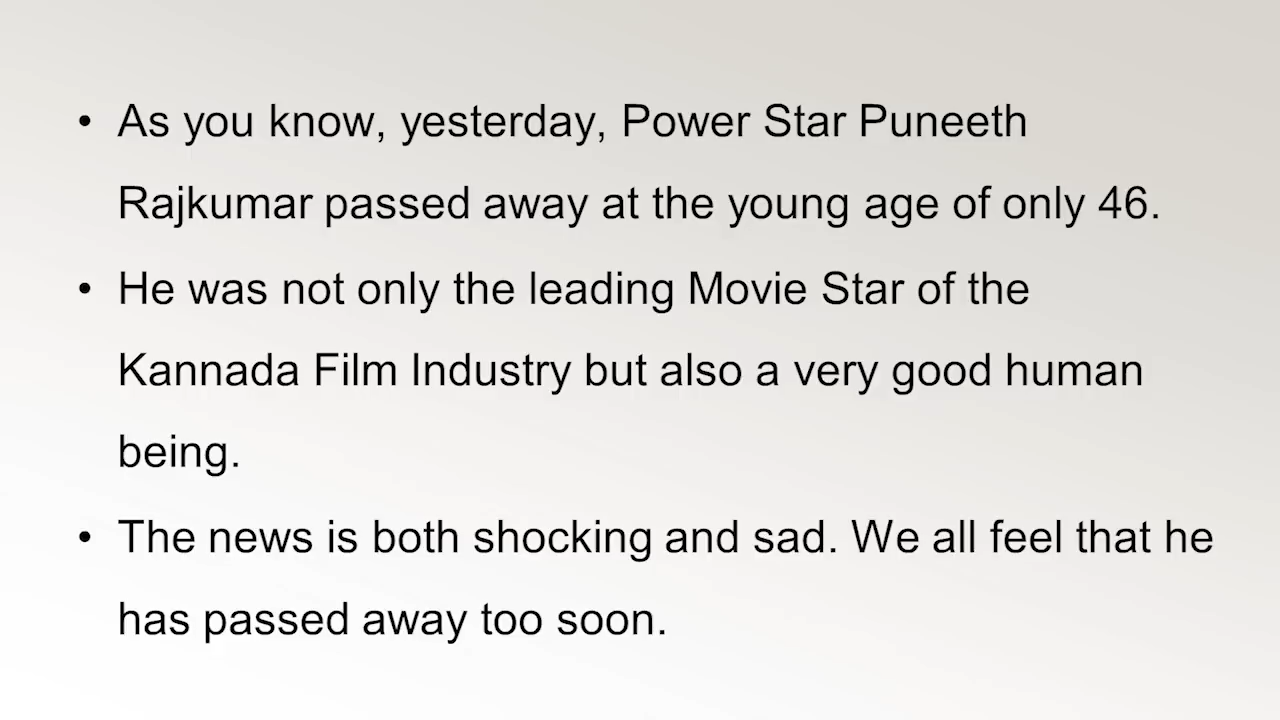 • As you know, yesterday, Power Star Puneeth
Rajkumar passed away at the young age of only 46.
• He was not only the leading Movie Star of the
Kannada Film Industry but also a very good human
being.
• The news is both shocking and sad. We all feel that he
has passed away too soon.